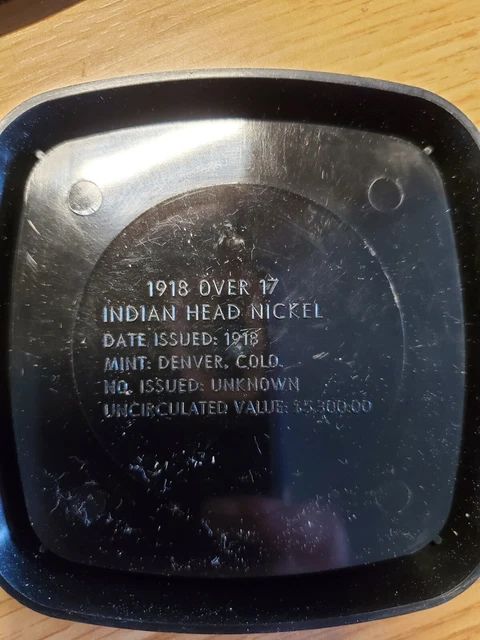 1918 OVER 17
INDIAN HEAD NICKEL
DATE ISSUED: 1918
MINT: DENVER, COLO.
NO. ISSUED: UNKNOWN
UNCIRCULATED VALUE: $5,300.00